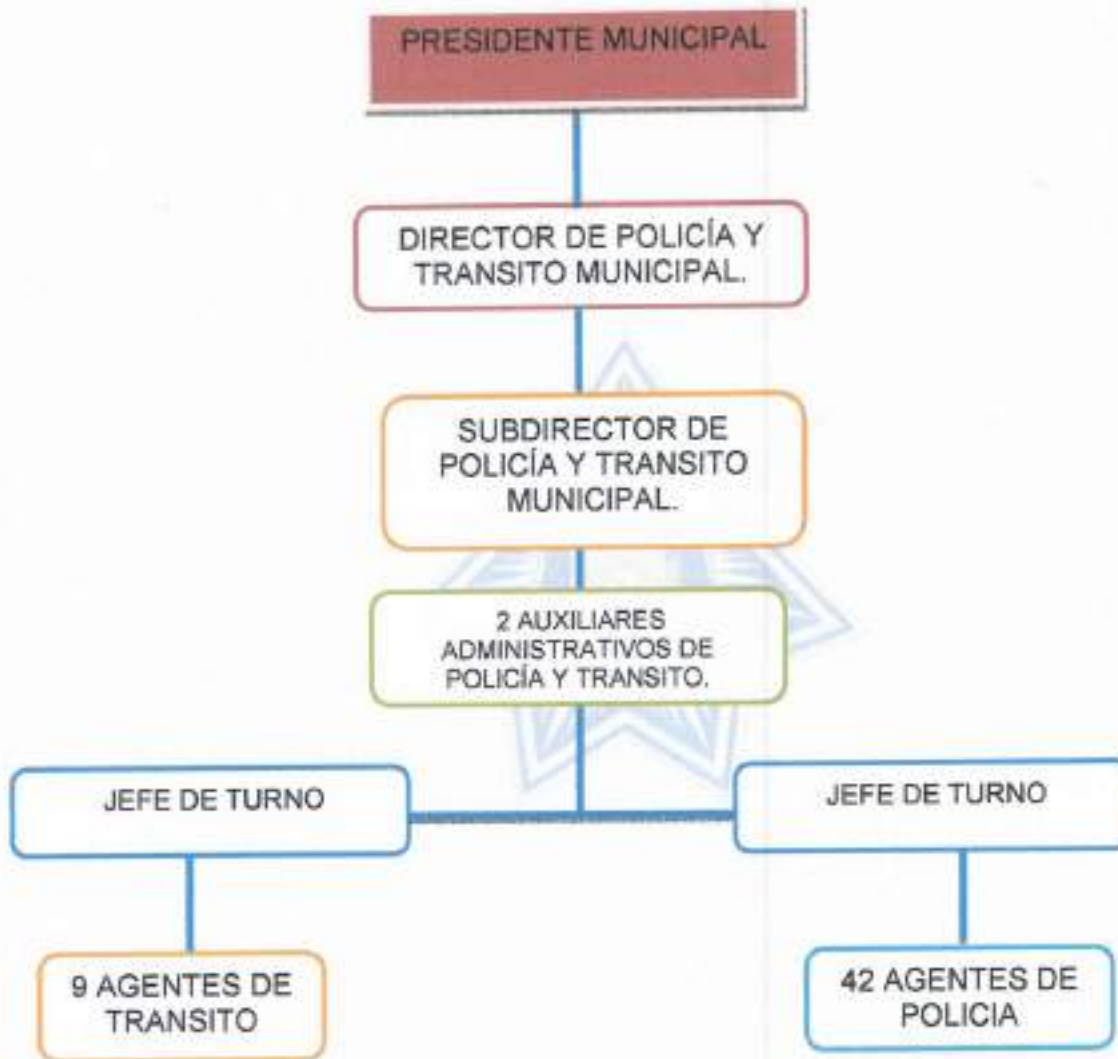 PRESIDENTE MUNICIPAL
DIRECTOR DE POLICÍA Y
TRANSITO MUNICIPAL.
SUBDIRECTOR DE
POLICÍA Y TRANSITO
MUNICIPAL.
2 AUXILIARES
ADMINISTRATIVOS DE
POLICÍA Y TRANSITO.
JEFE DE TURNO
JEFE DE TURNO
9 AGENTES DE
TRANSITO
42 AGENTES DE
POLICIA